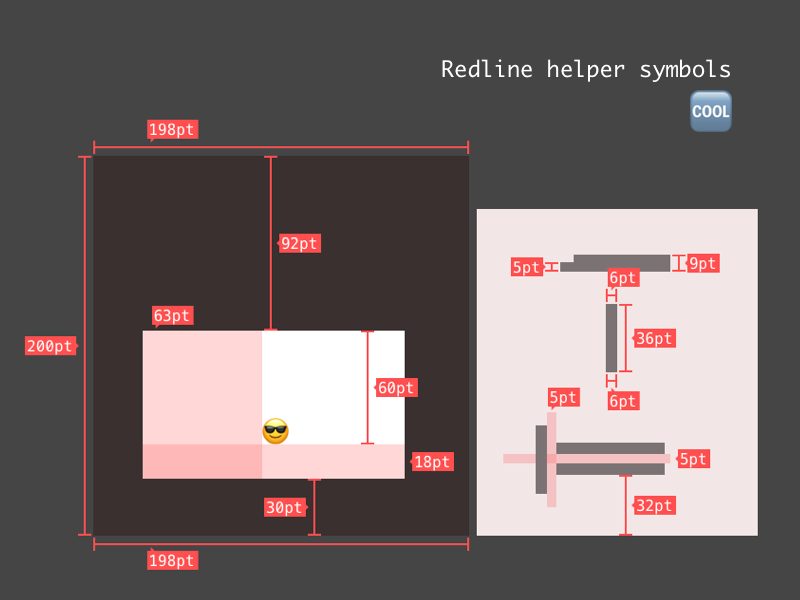 Redline helper symbols
COOL
198pt
92pt
63pt
200pt
60pt
18pt
30pt
198pt
5pt
9pt
6pt
36pt
6pt
5pt
5pt
32pt